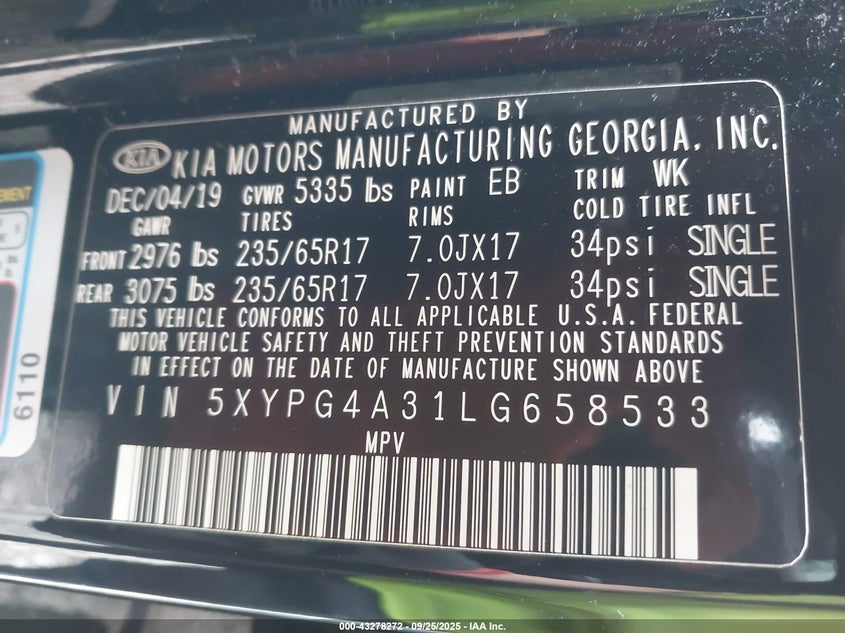 MANUFACTURED BY
KIA KIA MOTORS MANUFACTURING GEORGIA, INC.
DEC/04/19 GVWR 5335 lbs PAINT EB TRIM WK
GAWR TIRES RIMS COLD TIRE INFL
FRONT 2976 lbs 235/65R17 7.0JX17 34psi SINGLE
REAR 3075 lbs 235/65R17 7.0JX17 34psi SINGLE
THIS VEHICLE CONFORMS TO ALL APPLICABLE U.S.A. FEDERAL
MOTOR VEHICLE SAFETY AND THEFT PREVENTION STANDARDS
IN EFFECT ON THE DATE OF MANUFACTURE SHOWN ABOVE
VIN 5XYPG4A31LG658533
MPV
6110
000-43278272 - 09/25/2025 - IAA Inc.